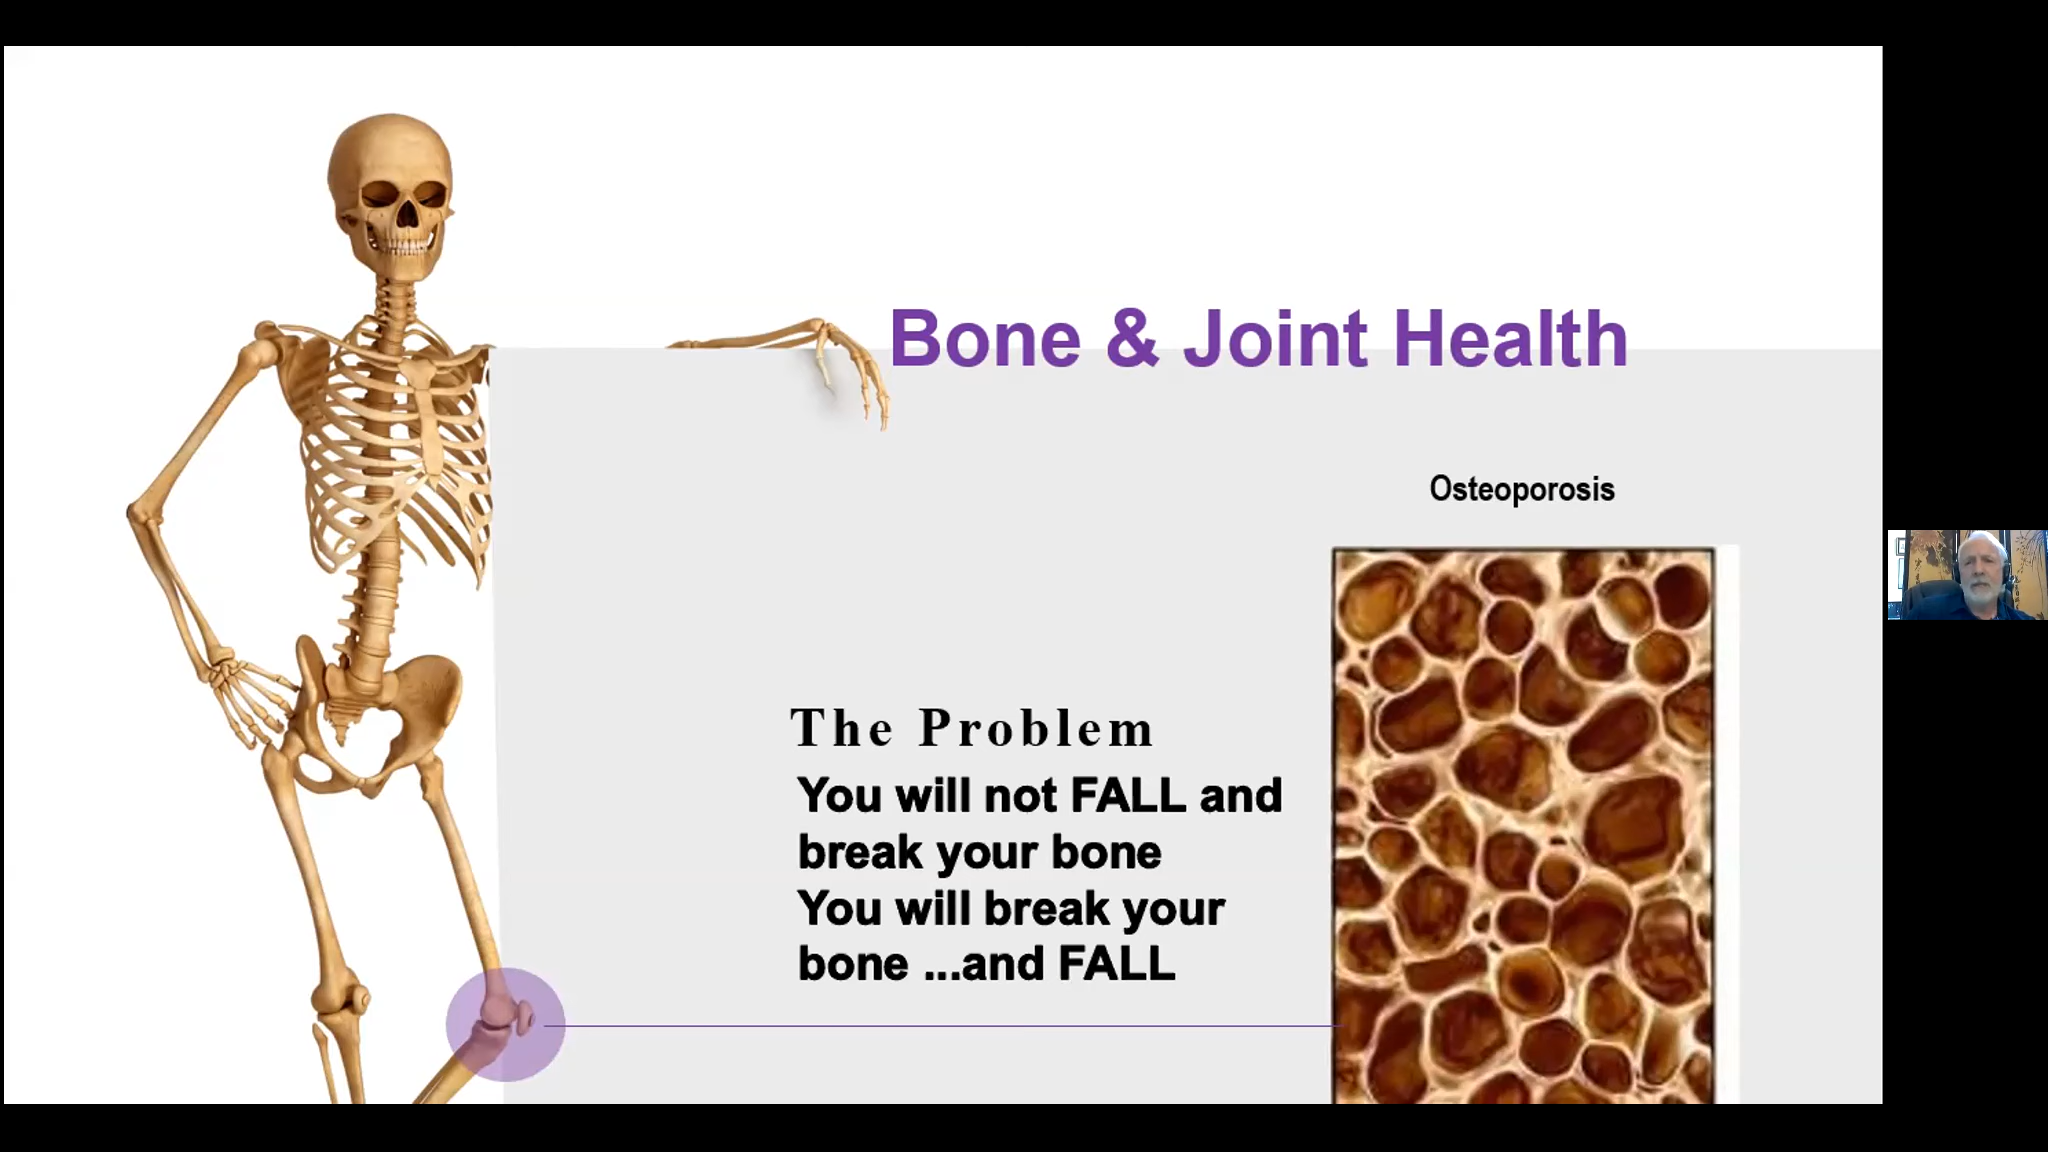 Bone & Joint Health
Osteoporosis
The Problem
You will not FALL and
break your bone
You will break your
bone ...and FALL